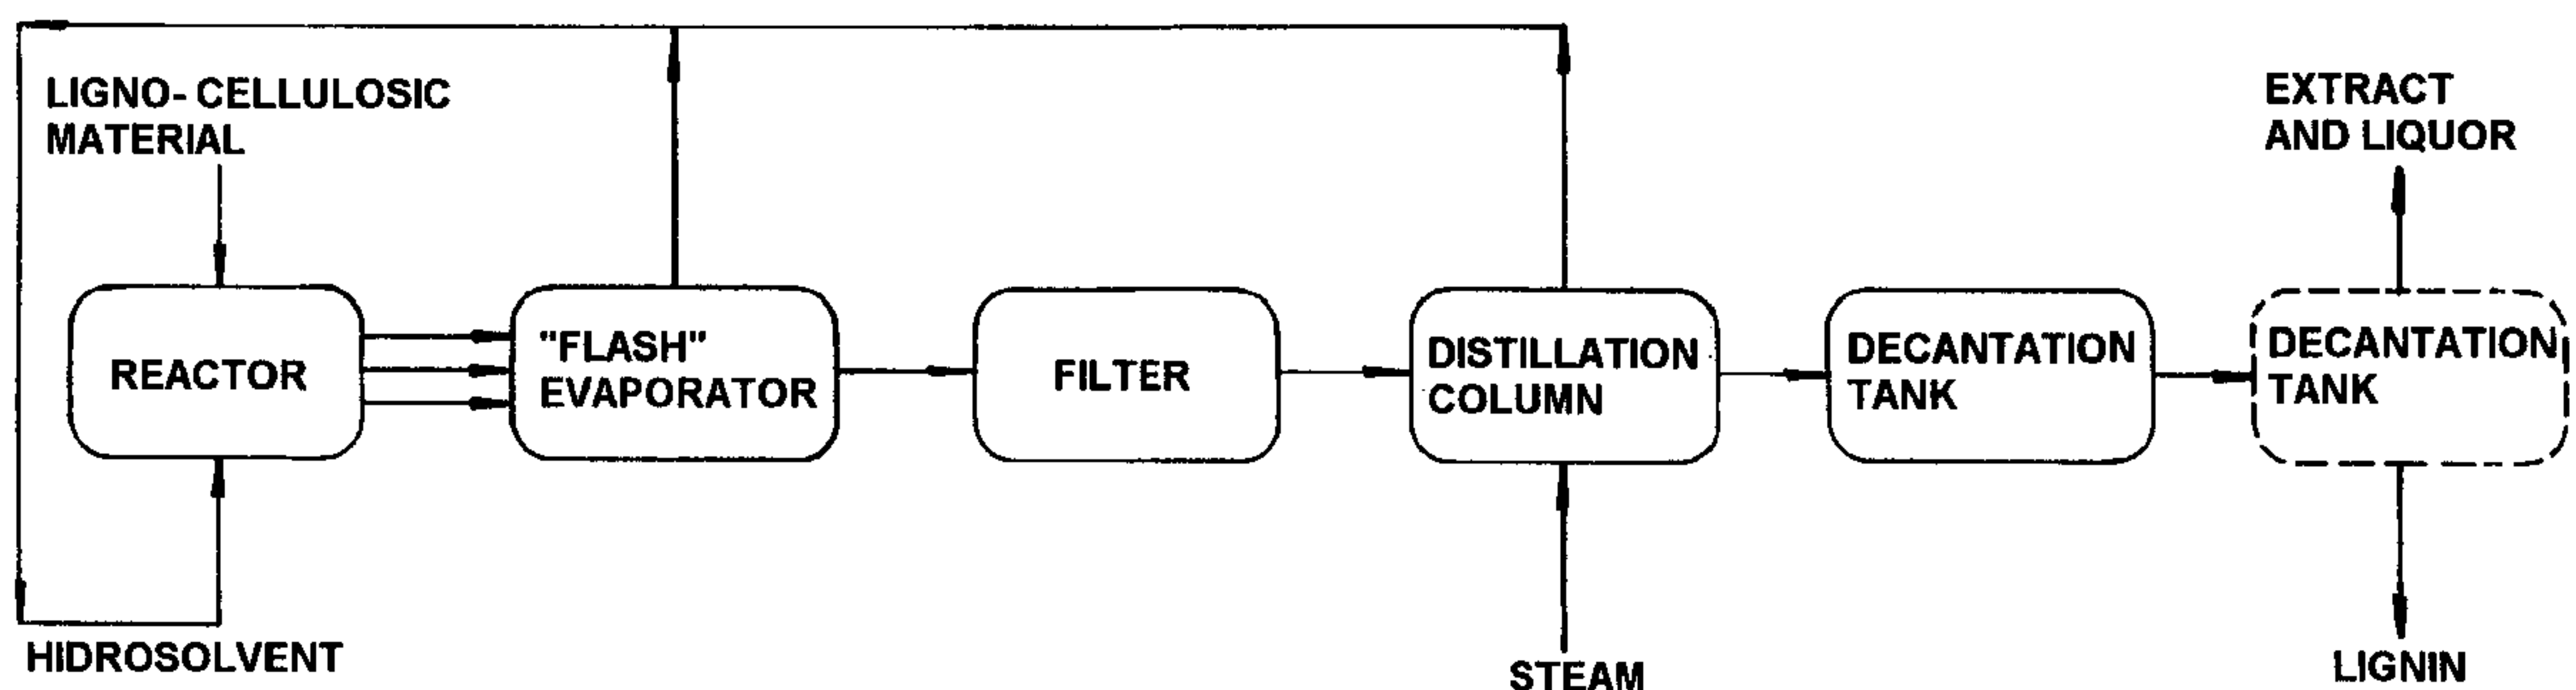 LIGNO- CELLULOSIC
MATERIAL
EXTRACT
AND LIQUOR
REACTOR
"FLASH"
EVAPORATOR
FILTER
DISTILLATION
COLUMN
DECANTATION
TANK
DECANTATION
TANK
HIDROSOLVENT
STEAM
LIGNIN